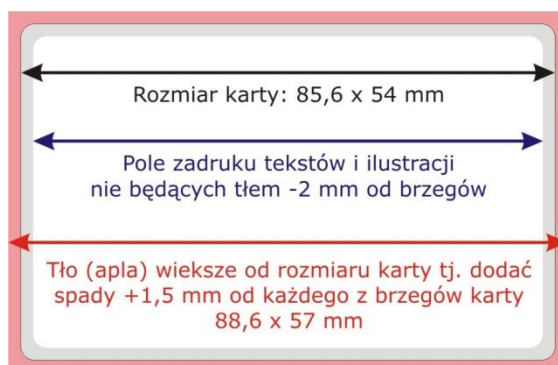 Rozmiar karty: 85,6 x 54 mm
Pole zadruku tekstów i ilustracji
nie będących tłem -2 mm od brzegów
Tło (apla) wieksze od rozmiaru karty tj. dodać
spady +1,5 mm od każdego z brzegów karty
88,6 x 57 mm